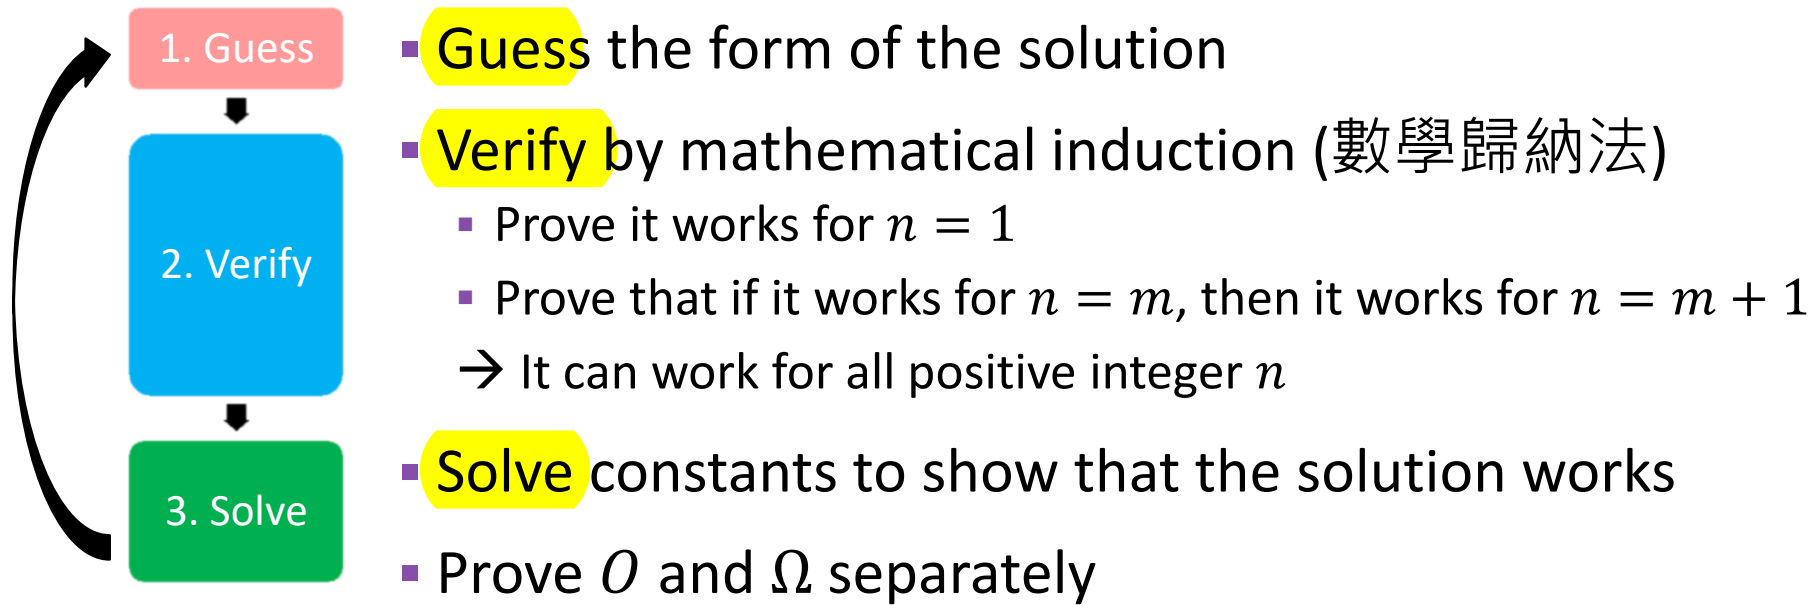 1. Guess
2. Verify
3. Solve
▪ Guess the form of the solution
▪ Verify by mathematical induction (數學歸納法)
▪ Prove it works for n = 1
▪ Prove that if it works for n = m, then it works for n = m + 1
→ It can work for all positive integer n
▪ Solve constants to show that the solution works
▪ Prove O and Ω separately